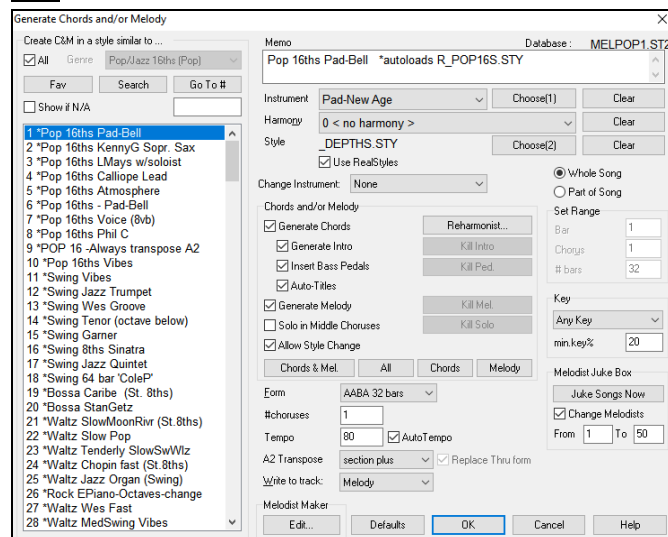 Generate Chords and/or Melody
Create C&M in a style similar to ...
All Genre Pop/Jazz 16ths (Pop)
Fav Search Go To #
Show if N/A
1 *Pop 16ths Pad-Bell
2 *Pop 16ths KennyG Sopr. Sax
3 *Pop 16ths LMays w/soloist
4 *Pop 16ths Calliope Lead
5 *Pop 16ths Atmosphere
6 *Pop 16ths - Pad-Bell
7 *Pop 16ths Voice (8vb)
8 *Pop 16ths Phil C
9 *POP 16 -Always transpose A2
10 *Pop 16ths Vibes
11 *Swing Vibes
12 *Swing Jazz Trumpet
13 *Swing Wes Groove
14 *Swing Tenor (octave below)
15 *Swing Garner
16 *Swing 8ths Sinatra
17 *Swing Jazz Quintet
18 *Swing 64 bar 'ColeP'
19 *Bossa Caribe (St. 8ths)
20 *Bossa StanGetz
21 *Waltz SlowMoonRivr (St.8ths)
22 *Waltz Slow Pop
23 *Waltz Tenderly SlowSwWlz
24 *Waltz Chopin fast (St.8ths)
25 *Waltz Jazz Organ (Swing)
26 *Rock EPiano-Octaves-change
27 *Waltz Wes Fast
28 *Waltz MedSwing Vibes
Memo Database : MELPOP1.ST2
Pop 16ths Pad-Bell *autoloads R_POP16S.STY
Instrument Pad-New Age Choose(1) Clear
Harmony 0 < no harmony > Clear
Style _DEPTHS.STY Choose(2) Clear
Use RealStyles
Change Instrument: None
Chords and/or Melody
Generate Chords Reharmonist...
Generate Intro Kill Intro
Insert Bass Pedals Kill Ped.
Auto-Titles
Generate Melody Kill Mel.
Solo in Middle Choruses Kill Solo
Allow Style Change
Chords & Mel. All Chords Melody
Form AABA 32 bars
#choruses 1
Tempo 80 AutoTempo
A2 Transpose section plus Replace Thru form
Write to track: Melody
Melodist Maker
Edit... Defaults OK Cancel Help
Whole Song
Part of Song
Set Range
Bar 1
Chorus 1
# bars 32
Key
Any Key
min.key% 20
Melodist Juke Box
Juke Songs Now
Change Melodists
From 1 To 50